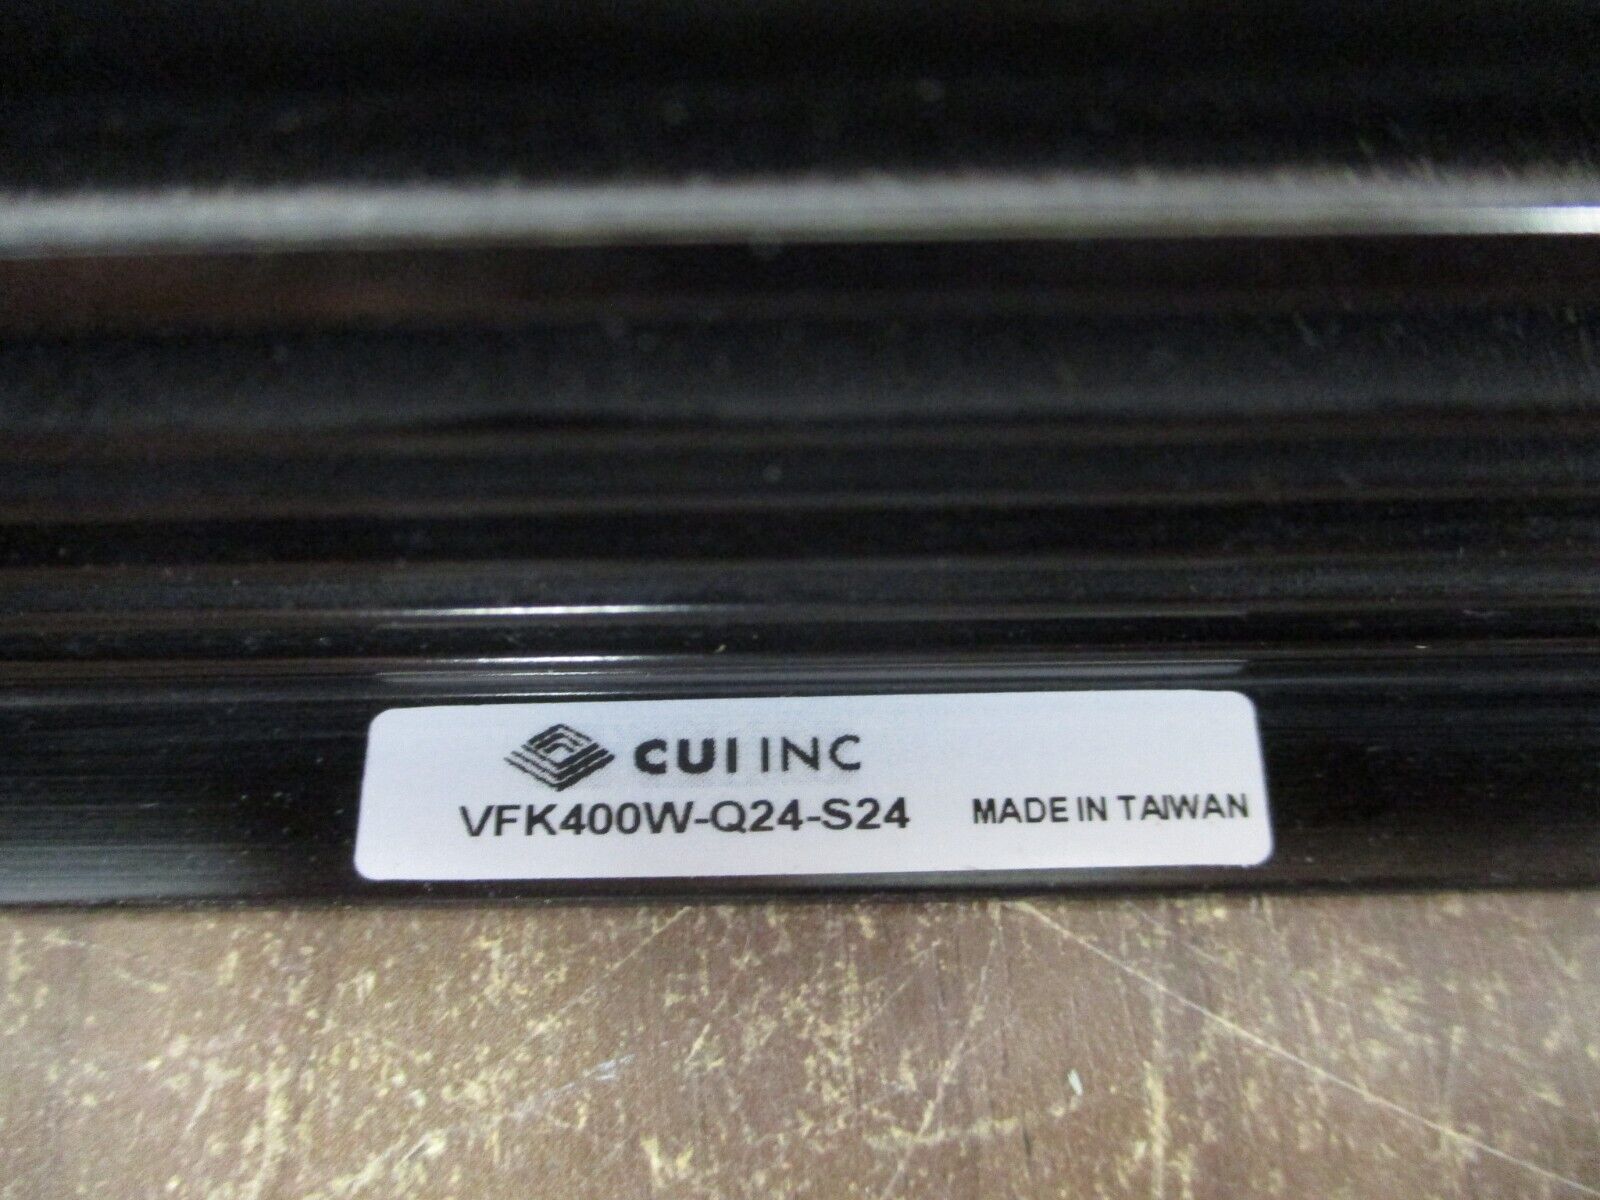 CUI INC
VFK400W-Q24-S24 MADE IN TAIWAN